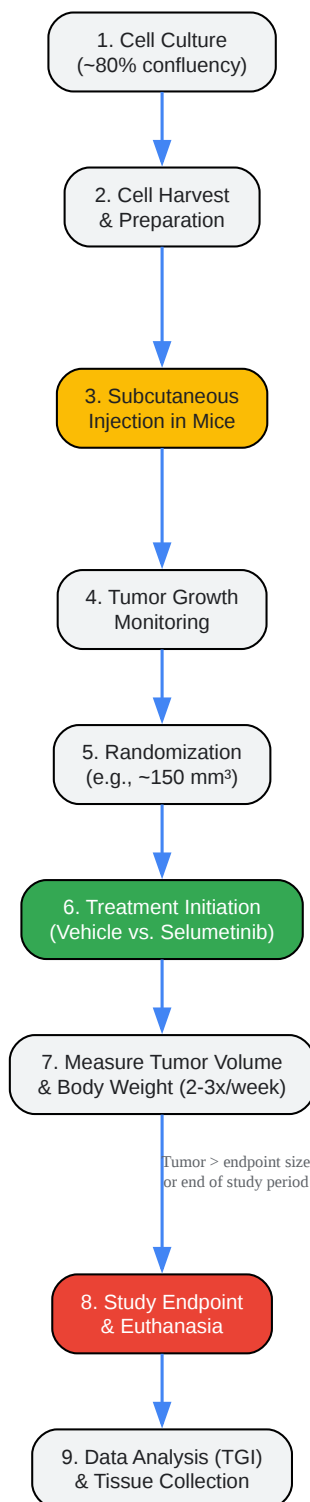 1. Cell Culture
(~80% confluency)
2. Cell Harvest
& Preparation
3. Subcutaneous
Injection in Mice
4. Tumor Growth
Monitoring
5. Randomization
(e.g., ~150 mm³)
6. Treatment Initiation
(Vehicle vs. Selumetinib)
7. Measure Tumor Volume
& Body Weight (2-3x/week)
Tumor > endpoint size
or end of study period
8. Study Endpoint
& Euthanasia
9. Data Analysis (TGI)
& Tissue Collection